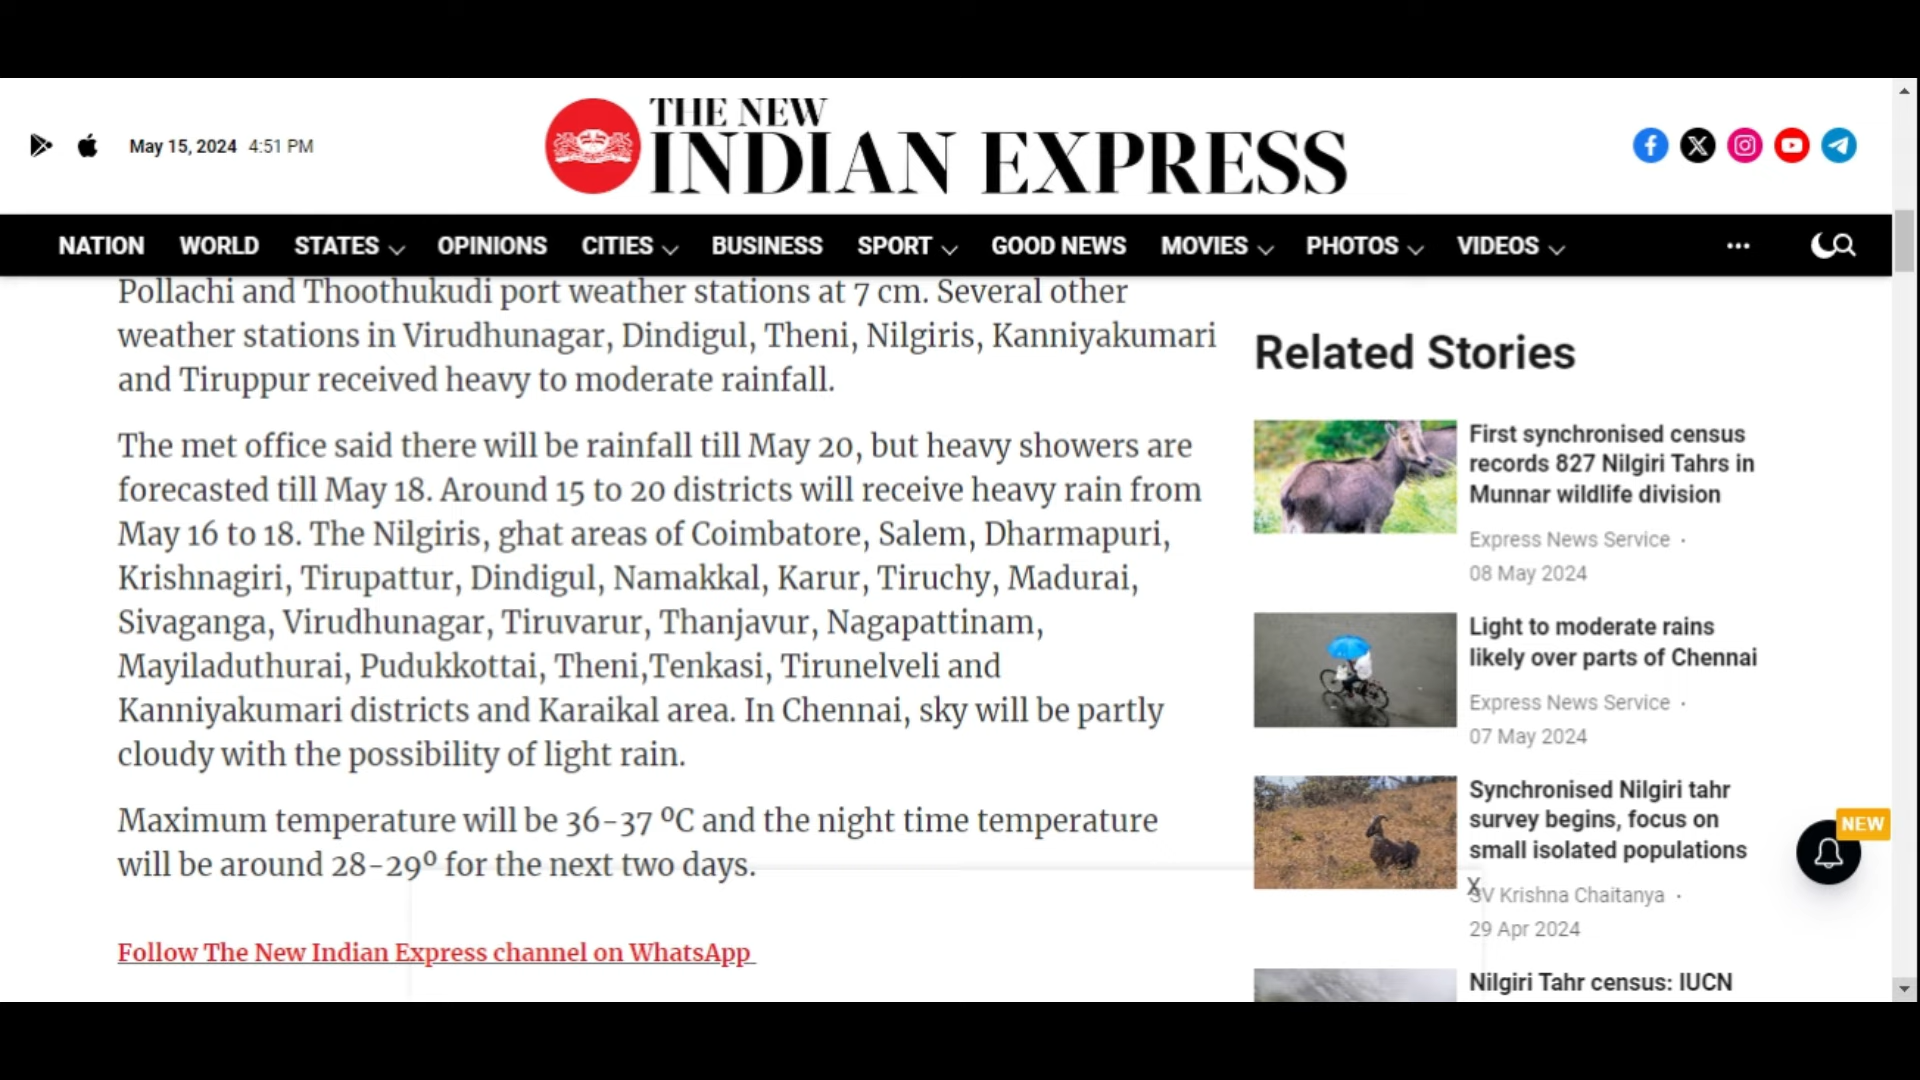 May 15, 2024 4:51 PM
THE NEW
INDIAN EXPRESS
NATION WORLD STATES OPINIONS CITIES BUSINESS SPORT GOOD NEWS MOVIES PHOTOS VIDEOS ...
Pollachi and Thoothukudi port weather stations at 7 cm. Several other
weather stations in Virudhunagar, Dindigul, Theni, Nilgiris, Kanniyakumari
and Tiruppur received heavy to moderate rainfall.
The met office said there will be rainfall till May 20, but heavy showers are
forecasted till May 18. Around 15 to 20 districts will receive heavy rain from
May 16 to 18. The Nilgiris, ghat areas of Coimbatore, Salem, Dharmapuri,
Krishnagiri, Tirupattur, Dindigul, Namakkal, Karur, Tiruchy, Madurai,
Sivaganga, Virudhunagar, Tiruvarur, Thanjavur, Nagapattinam,
Mayiladuthurai, Pudukkottai, Theni,Tenkasi, Tirunelveli and
Kanniyakumari districts and Karaikal area. In Chennai, sky will be partly
cloudy with the possibility of light rain.
Maximum temperature will be 36-37 ⁰C and the night time temperature
will be around 28-29⁰ for the next two days.
Follow The New Indian Express channel on WhatsApp
Related Stories
First synchronised census
records 827 Nilgiri Tahrs in
Munnar wildlife division
Express News Service ·
08 May 2024
Light to moderate rains
likely over parts of Chennai
Express News Service ·
07 May 2024
Synchronised Nilgiri tahr
survey begins, focus on
small isolated populations
X
SV Krishna Chaitanya ·
29 Apr 2024
Nilgiri Tahr census: IUCN
NEW